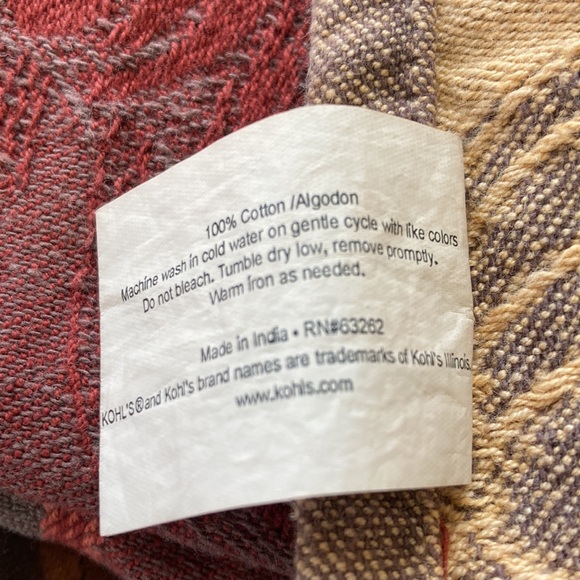 100% Cotton /Algodon
Machine wash in cold water on gentle cycle with like colors
Do not bleach. Tumble dry low, remove promptly.
Warm iron as needed.
Made in India • RN#63262
KOHL'S® and Kohl's brand names are trademarks of Kohl's Illinois
www.kohls.com